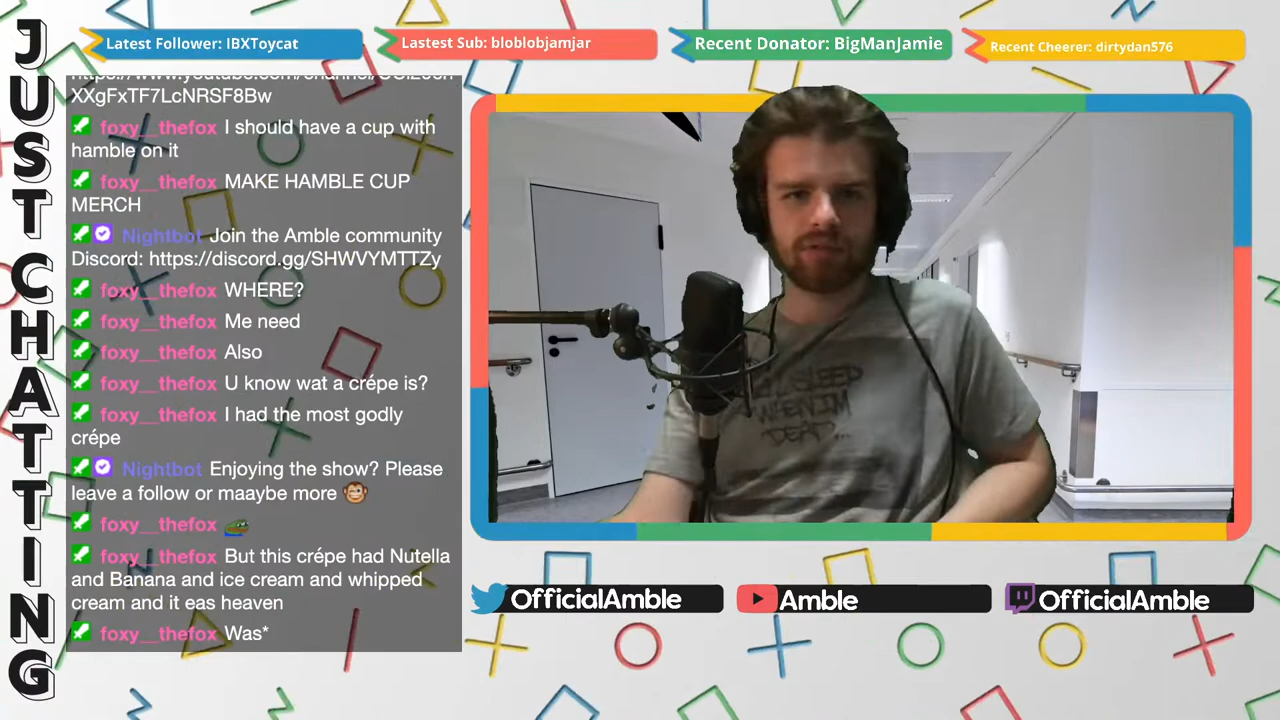 JUST CHATTING
Latest Follower: IBXToycat
Lastest Sub: bloblobjamjar
Recent Donator: BigManJamie
Recent Cheerer: dirtydan576
XXgFxTF7LcNRSF8Bw
foxy__thefox I should have a cup with
hamble on it
foxy__thefox MAKE HAMBLE CUP
MERCH
Nightbot Join the Amble community
Discord: https://discord.gg/SHWVYMTTZy
foxy__thefox WHERE?
foxy__thefox Me need
foxy__thefox Also
foxy__thefox U know wat a crépe is?
foxy__thefox I had the most godly
crépe
Nightbot Enjoying the show? Please
leave a follow or maaybe more
foxy__thefox
foxy__thefox But this crépe had Nutella
and Banana and ice cream and whipped
cream and it eas heaven
foxy__thefox Was*
SLEEP
WHEN I'M
DEAD...
OfficialAmble
Amble
OfficialAmble